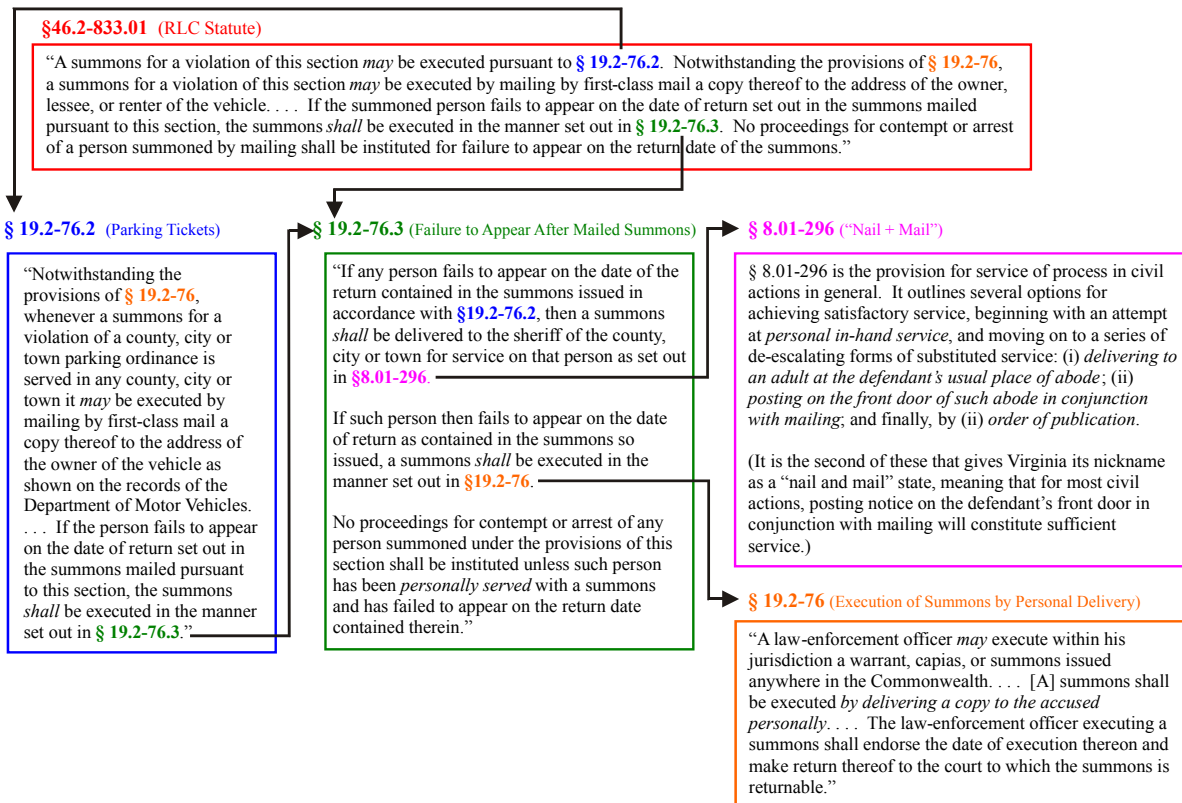 §46.2-833.01 (RLC Statute)
“A summons for a violation of this section may be executed pursuant to § 19.2-76.2. Notwithstanding the provisions of § 19.2-76,
a summons for a violation of this section may be executed by mailing by first-class mail a copy thereof to the address of the owner,
lessee, or renter of the vehicle. . . . If the summoned person fails to appear on the date of return set out in the summons mailed
pursuant to this section, the summons shall be executed in the manner set out in § 19.2-76.3. No proceedings for contempt or arrest
of a person summoned by mailing shall be instituted for failure to appear on the return date of the summons.”
§ 19.2-76.2 (Parking Tickets)
“Notwithstanding the
provisions of § 19.2-76,
whenever a summons for a
violation of a county, city or
town parking ordinance is
served in any county, city or
town it may be executed by
mailing by first-class mail a
copy thereof to the address of
the owner of the vehicle as
shown on the records of the
Department of Motor Vehicles.
. . . If the person fails to appear
on the date of return set out in
the summons mailed pursuant
to this section, the summons
shall be executed in the manner
set out in § 19.2-76.3.”
§ 19.2-76.3 (Failure to Appear After Mailed Summons)
“If any person fails to appear on the date of the
return contained in the summons issued in
accordance with §19.2-76.2, then a summons
shall be delivered to the sheriff of the county,
city or town for service on that person as set out
in §8.01-296.
If such person then fails to appear on the date
of return as contained in the summons so
issued, a summons shall be executed in the
manner set out in §19.2-76.
No proceedings for contempt or arrest of any
person summoned under the provisions of this
section shall be instituted unless such person
has been personally served with a summons
and has failed to appear on the return date
contained therein.”
§ 8.01-296 (“Nail + Mail”)
§ 8.01-296 is the provision for service of process in civil
actions in general. It outlines several options for
achieving satisfactory service, beginning with an attempt
at personal in-hand service, and moving on to a series of
de-escalating forms of substituted service: (i) delivering to
an adult at the defendant’s usual place of abode; (ii)
posting on the front door of such abode in conjunction
with mailing; and finally, by (ii) order of publication.
(It is the second of these that gives Virginia its nickname
as a “nail and mail” state, meaning that for most civil
actions, posting notice on the defendant’s front door in
conjunction with mailing will constitute sufficient
service.)
§ 19.2-76 (Execution of Summons by Personal Delivery)
“A law-enforcement officer may execute within his
jurisdiction a warrant, capias, or summons issued
anywhere in the Commonwealth. . . . [A] summons shall
be executed by delivering a copy to the accused
personally. . . . The law-enforcement officer executing a
summons shall endorse the date of execution thereon and
make return thereof to the court to which the summons is
returnable.”